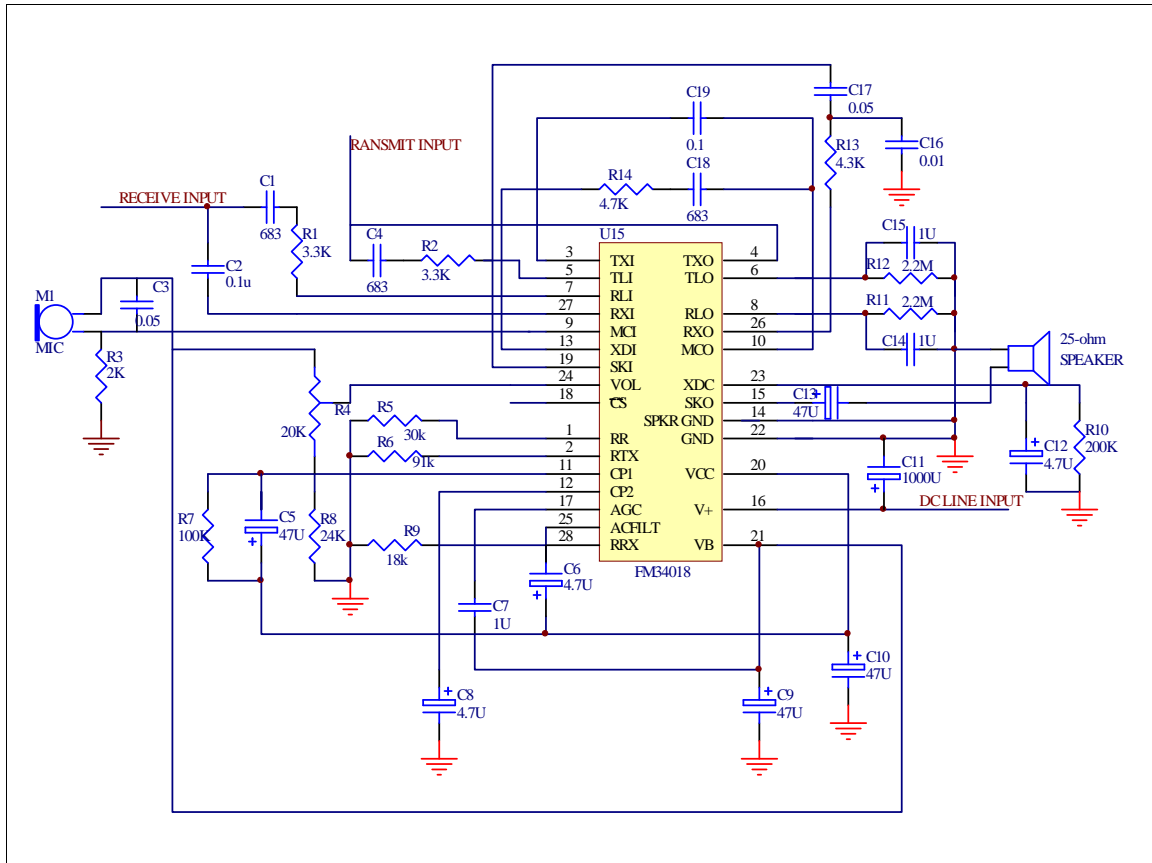 C19
0.1
C17
0.05
RANSMIT INPUT
R13
4.3K
C16
0.01
C18
683
R14
4.7K
RECEIVE INPUT
C1
683
R1
3.3K
C4
683
R2
3.3K
C2
0.1u
C3
0.05
M1
MIC
R3
2K
U15
3 TXI TXO 4
5 TLI TLO 6
7 RLI
27 RXI RLO 8
9 MCI RXO 26
13 XDI MCO 10
19 SKI
24 VOL XDC 23
18 CS SKO 15
SPKR GND 14
1 RR GND 22
2 RTX
11 CP1 VCC 20
12 CP2
17 AGC V+ 16
25 ACFILT
28 RRX VB 21
FM34018
C15
1U
R12 2.2M
R11 2.2M
C14 1U
25-ohm
SPEAKER
C13
47U
R10
200K
C12
4.7U
C11
1000U
DC LINE INPUT
R4
20K
R5
30k
R6
91k
R7
100K
C5
47U
R8
24K
R9
18k
C6
4.7U
C7
1U
C8
4.7U
C9
47U
C10
47U